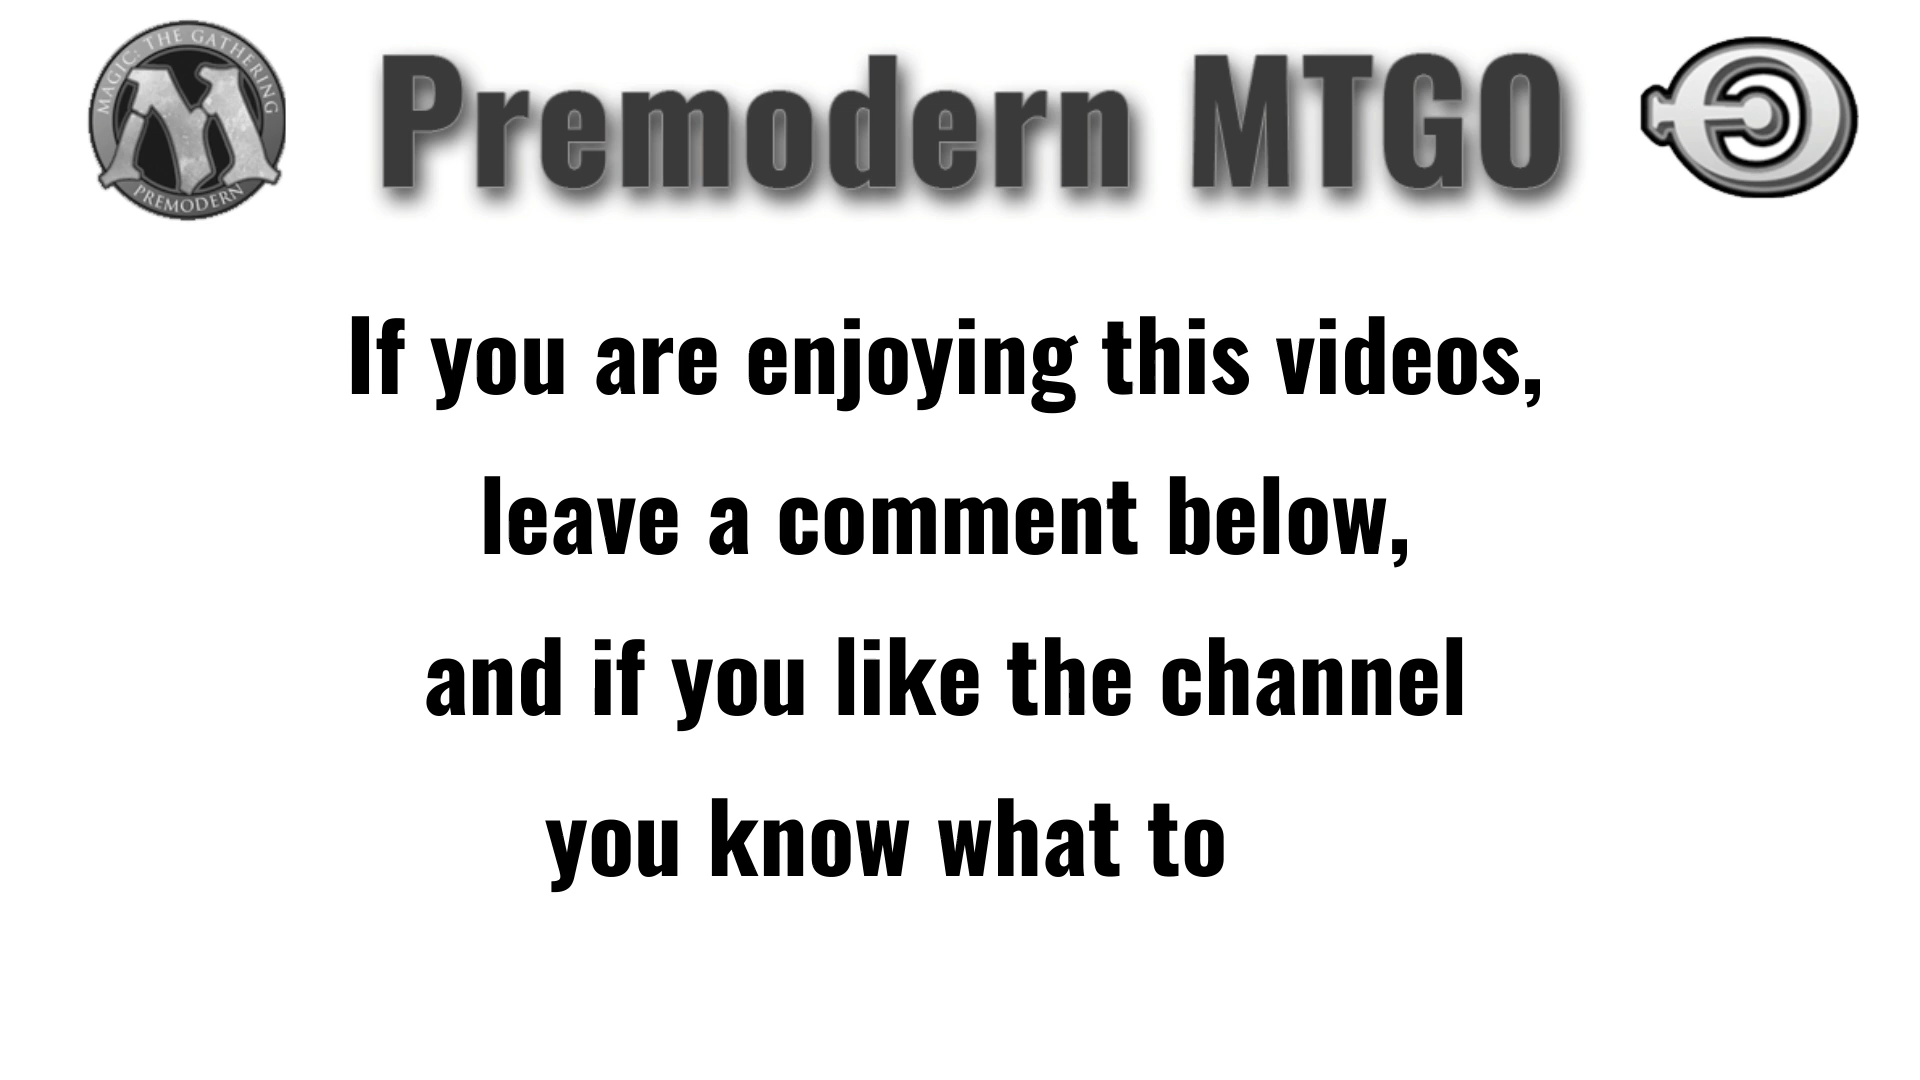 MAGIC: THE GATHERING
M
PREMODERN
Premodern MTGO
If you are enjoying this videos,
leave a comment below,
and if you like the channel
you know what to